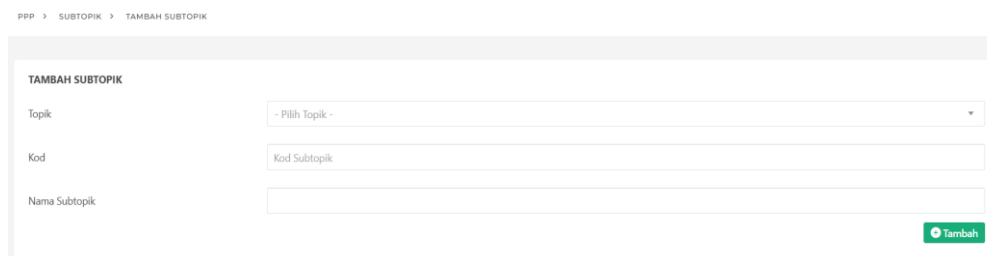 PPP > SUBTOPIK > TAMBAH SUBTOPIK
TAMBAH SUBTOPIK
Topik
- Pilih Topik -
Kod
Kod Subtopik
Nama Subtopik
Tambah